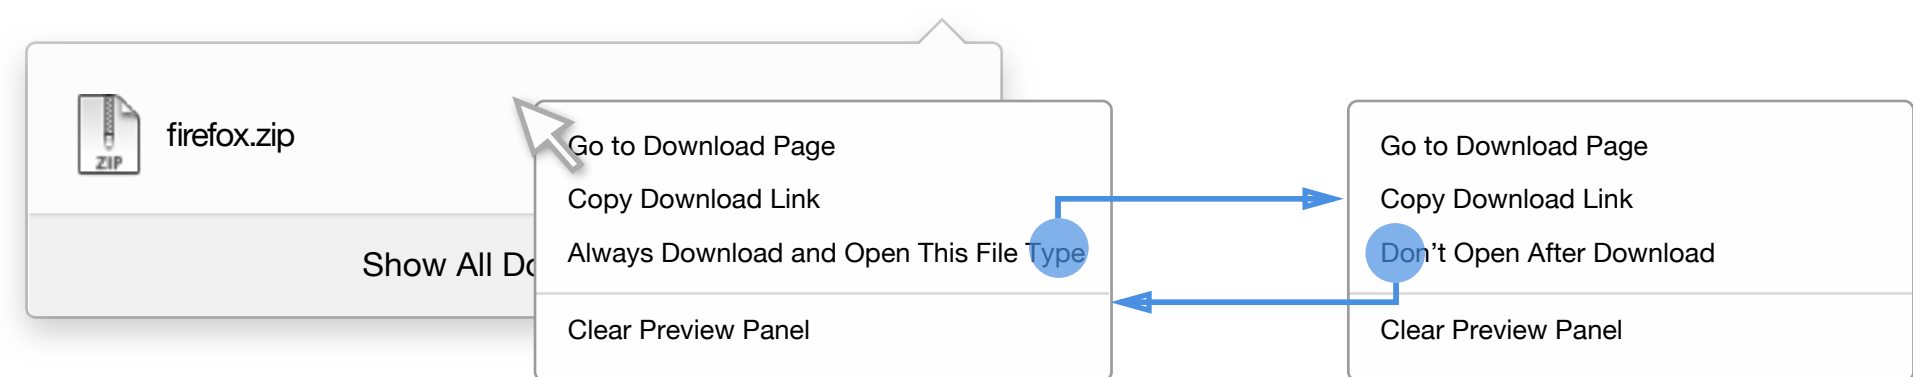 ZIP
firefox.zip
Show All Do
Go to Download Page
Copy Download Link
Always Download and Open This File Type
Clear Preview Panel
Go to Download Page
Copy Download Link
Don't Open After Download
Clear Preview Panel